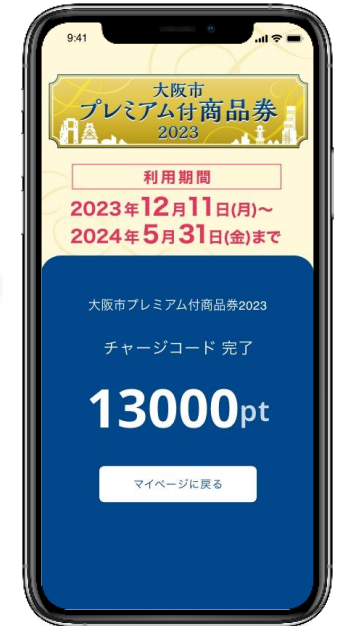 9:41
大阪市
プレミアム付商品券
2023
利用期間
2023年12月11日(月)〜
2024年5月31日(金)まで
大阪市プレミアム付商品券2023
チャージコード 完了
13000pt
マイページに戻る